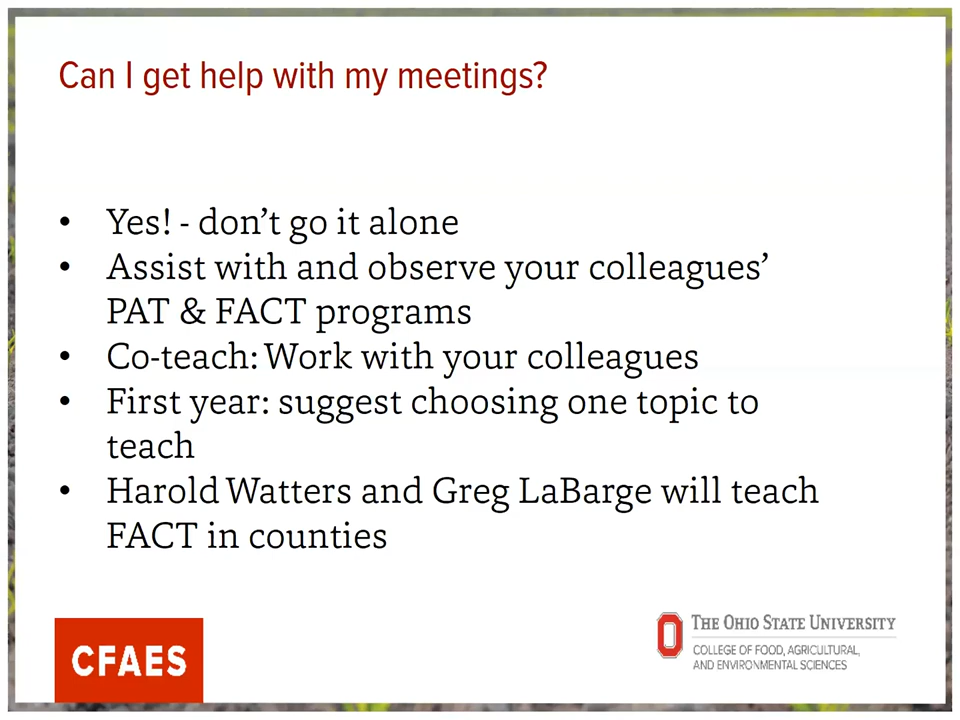 Can I get help with my meetings?
• Yes! - don’t go it alone
• Assist with and observe your colleagues’
PAT & FACT programs
• Co-teach: Work with your colleagues
• First year: suggest choosing one topic to
teach
• Harold Watters and Greg LaBarge will teach
FACT in counties
CFAES
THE OHIO STATE UNIVERSITY
COLLEGE OF FOOD, AGRICULTURAL,
AND ENVIRONMENTAL SCIENCES